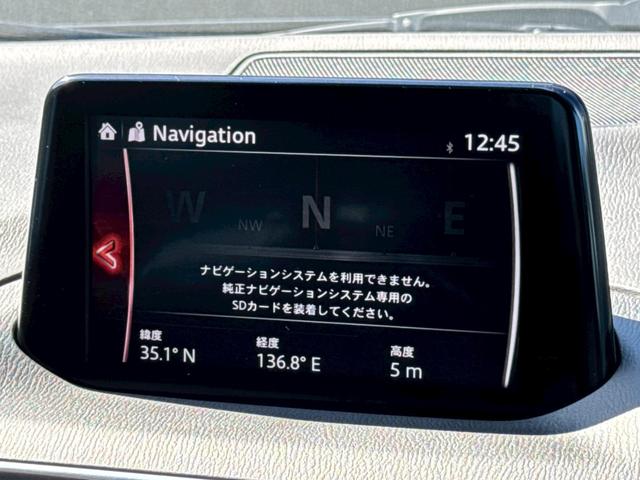 Navigation
12:45
W NW N NE E
ナビゲーションシステムを利用できません。
純正ナビゲーションシステム専用の
SDカードを装着してください。
緯度 経度 高度
35.1° N 136.8° E 5 m